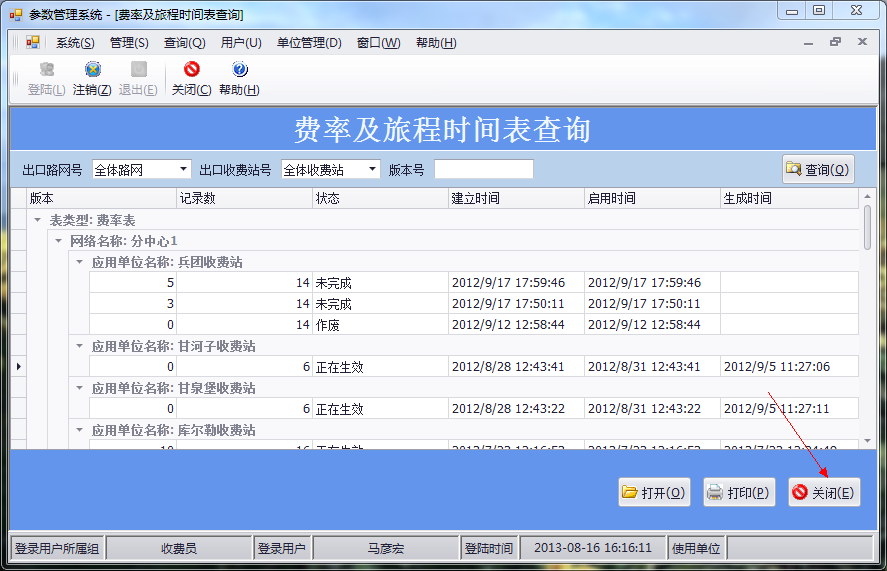 参数管理系统 - [费率及旅程时间表查询]
系统(S) 管理(S) 查询(Q) 用户(U) 单位管理(D) 窗口(W) 帮助(H)
登陆(L) 注销(Z) 退出(E) 关闭(C) 帮助(H)
费率及旅程时间表查询
出口路网号 全体路网 出口收费站号 全体收费站 版本号 查询(Q)
版本 记录数 状态 建立时间 启用时间 生成时间
表类型: 费率表
网络名称: 分中心1
应用单位名称: 兵团收费站
5 14 未完成 2012/9/17 17:59:46 2012/9/17 17:59:46
3 14 未完成 2012/9/17 17:50:11 2012/9/17 17:50:11
0 14 作废 2012/9/12 12:58:44 2012/9/12 12:58:44
应用单位名称: 甘河子收费站
0 6 正在生效 2012/8/28 12:43:41 2012/8/31 12:43:41 2012/9/5 11:27:06
应用单位名称: 甘泉堡收费站
0 6 正在生效 2012/8/28 12:43:22 2012/8/31 12:43:22 2012/9/5 11:27:11
应用单位名称: 库尔勒收费站
打开(O) 打印(P) 关闭(E)
登录用户所属组 收费员 登录用户 马彦宏 登陆时间 2013-08-16 16:16:11 使用单位